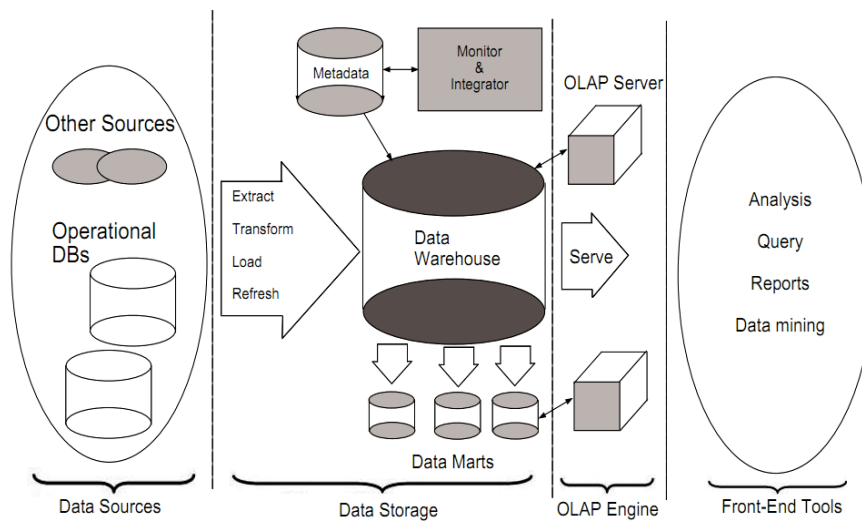 Other Sources
Operational
DBs
Data Sources
Metadata
Monitor
&
Integrator
Extract
Transform
Load
Refresh
Data
Warehouse
Data Marts
Data Storage
OLAP Server
Serve
OLAP Engine
Analysis
Query
Reports
Data mining
Front-End Tools